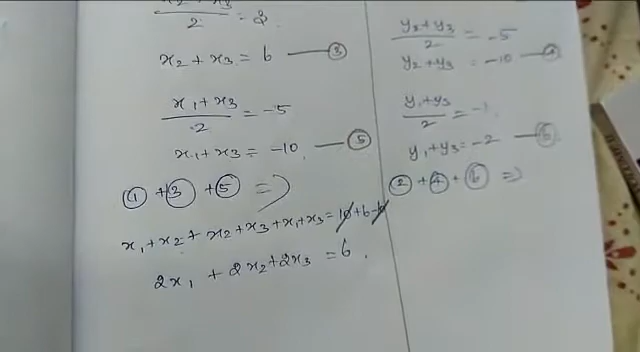 x₂ + x₃ = 6 — ③
x₁ + x₃
2 = -5
x₁ + x₃ = -10. — ⑤
① + ③ + ⑤ ⇒
x₁ + x₂ + x₂ + x₃ + x₁ + x₃ = 10 + 6 - 10
2x₁ + 2x₂ + 2x₃ = 6.
y₂ + y₃
2 = -5
y₂ + y₃ = -10 — ④
y₁ + y₃
2 = -1
y₁ + y₃ = -2 — ⑥
② + ④ + ⑥ ⇒